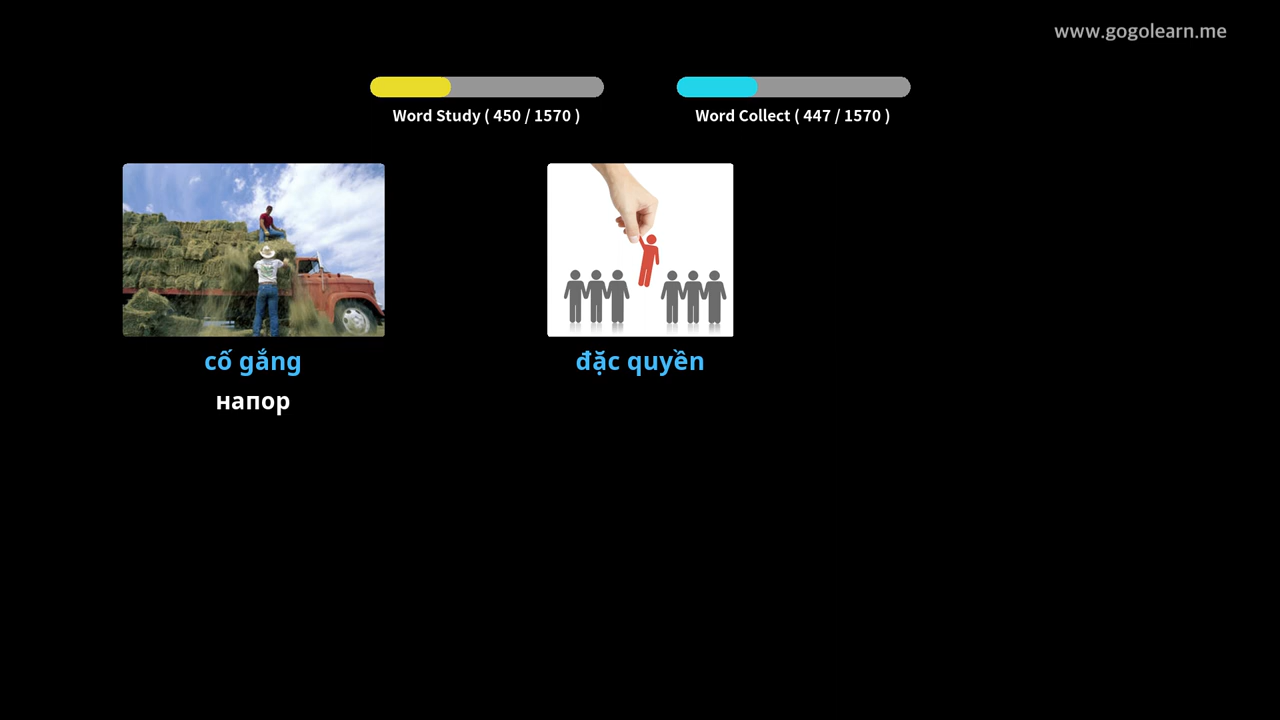 www.gogolearn.me
Word Study ( 450 / 1570 )
Word Collect ( 447 / 1570 )
cố gắng
напор
đặc quyền